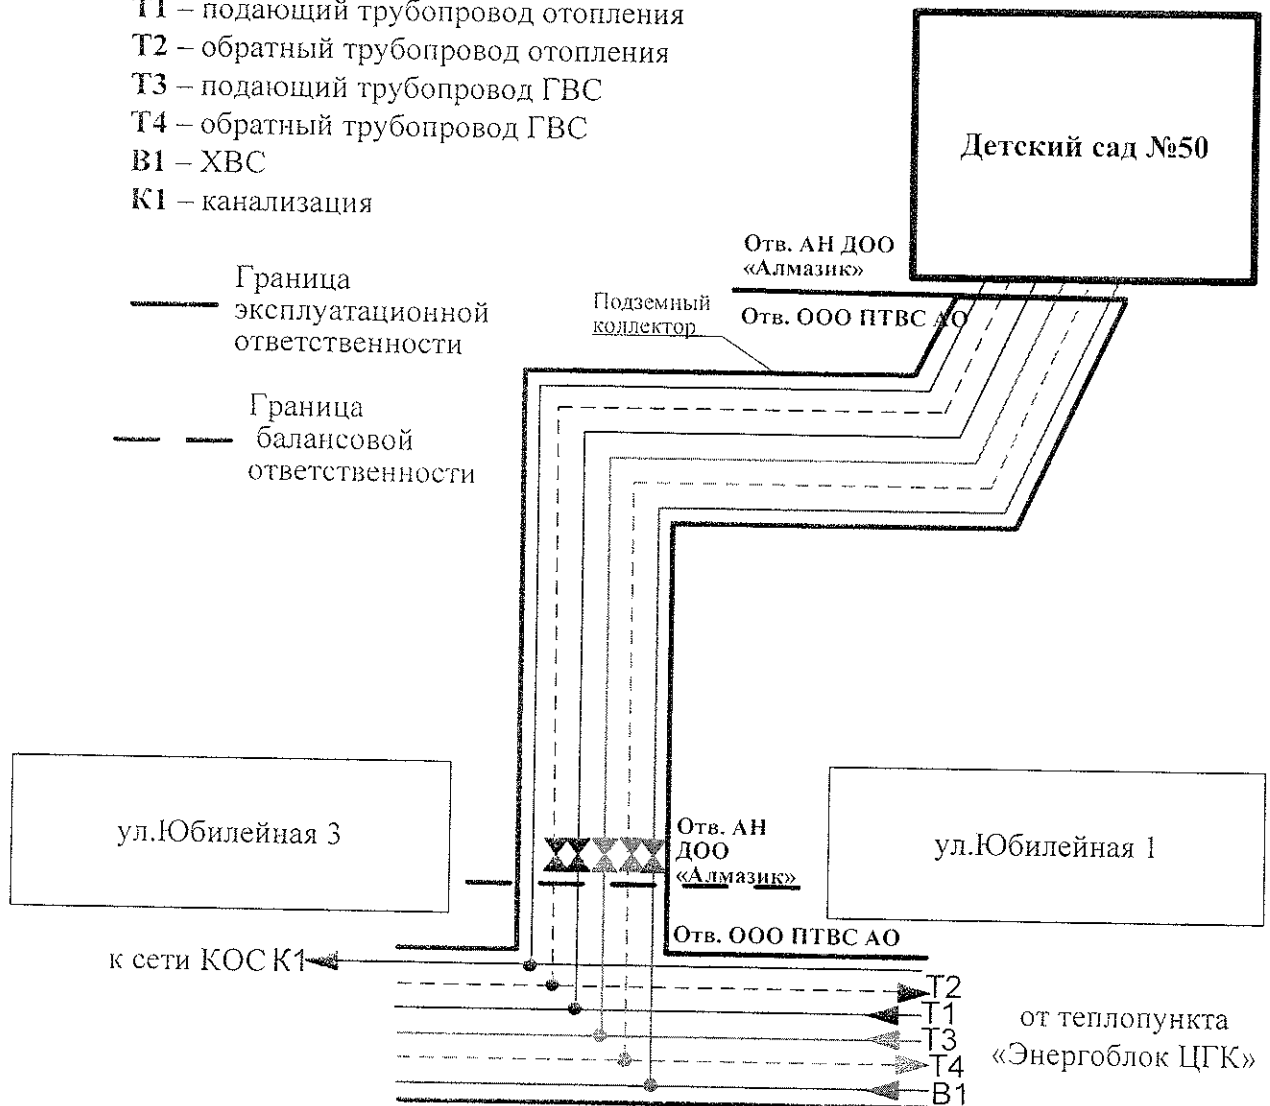 Т1 – подающий трубопровод отопления
Т2 – обратный трубопровод отопления
Т3 – подающий трубопровод ГВС
Т4 – обратный трубопровод ГВС
В1 – ХВС
К1 – канализация
Граница
эксплуатационной
ответственности
Граница
балансовой
ответственности
Детский сад №50
Отв. АН ДОО
«Алмазик»
Подземный
коллектор
Отв. ООО ПТВС АО
ул.Юбилейная 3
Отв. АН
ДОО
«Алмазик»
ул.Юбилейная 1
Отв. ООО ПТВС АО
к сети КОС К1
Т2
Т1
Т3
Т4
В1
от теплопункта
«Энергоблок ЦГК»